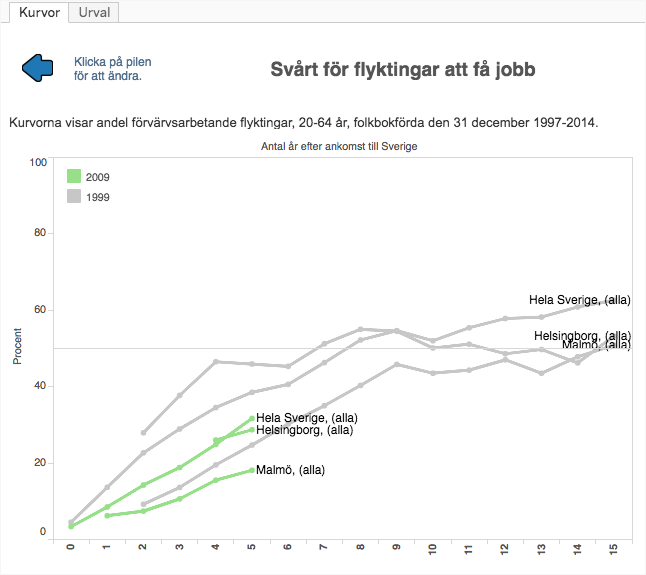 Kurvor
Urval
Klicka på pilen
för att ändra.
Svårt för flyktingar att få jobb
Kurvorna visar andel förvärvsarbetande flyktingar, 20-64 år, folkbokförda den 31 december 1997-2014.
Antal år efter ankomst till Sverige
100
2009
1999
80
60
Hela Sverige, (alla)
Helsingborg, (alla)
Malmö, (alla)
Procent
40
Hela Sverige, (alla)
Helsingborg, (alla)
20
Malmö, (alla)
0
0 1 2 3 4 5 6 7 8 9 10 11 12 13 14 15